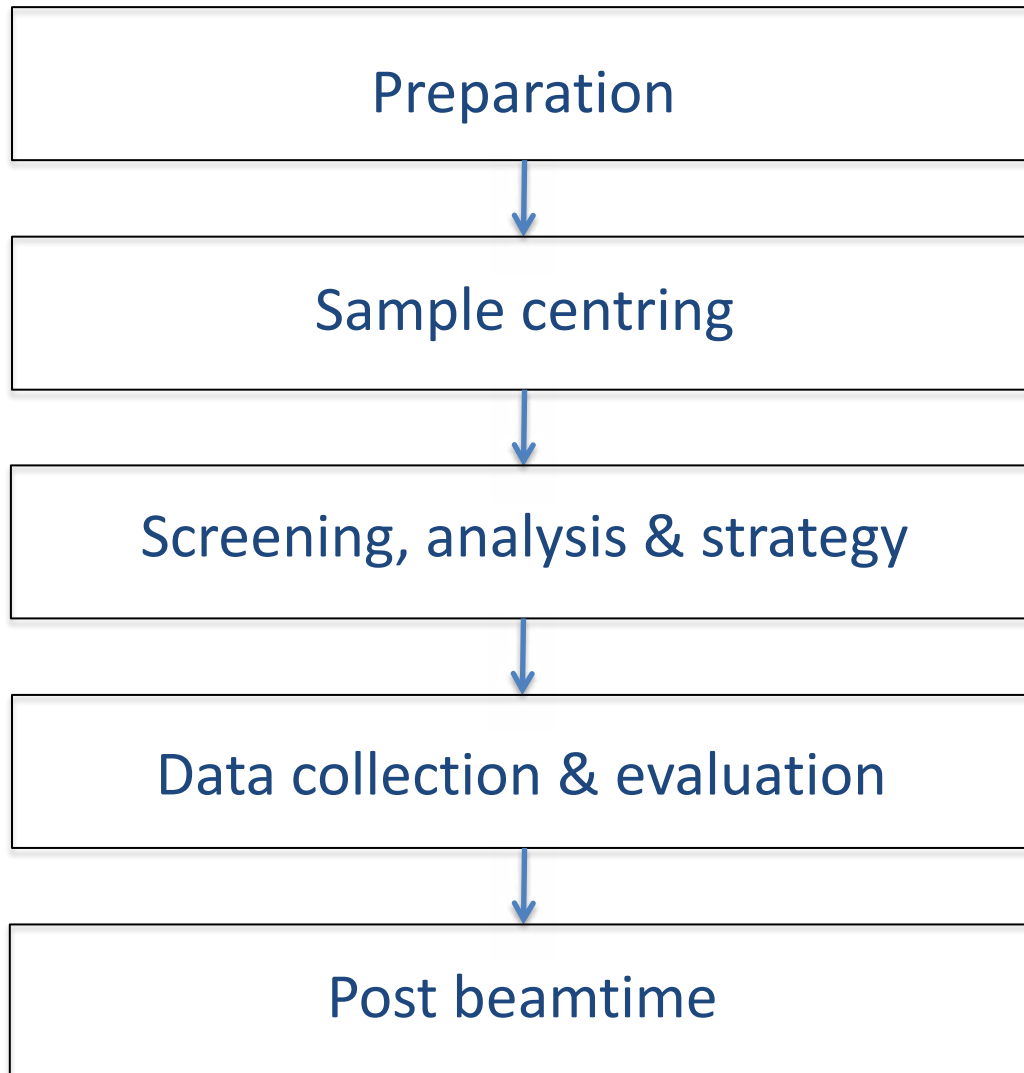 Preparation
Sample centring
Screening, analysis & strategy
Data collection & evaluation
Post beamtime